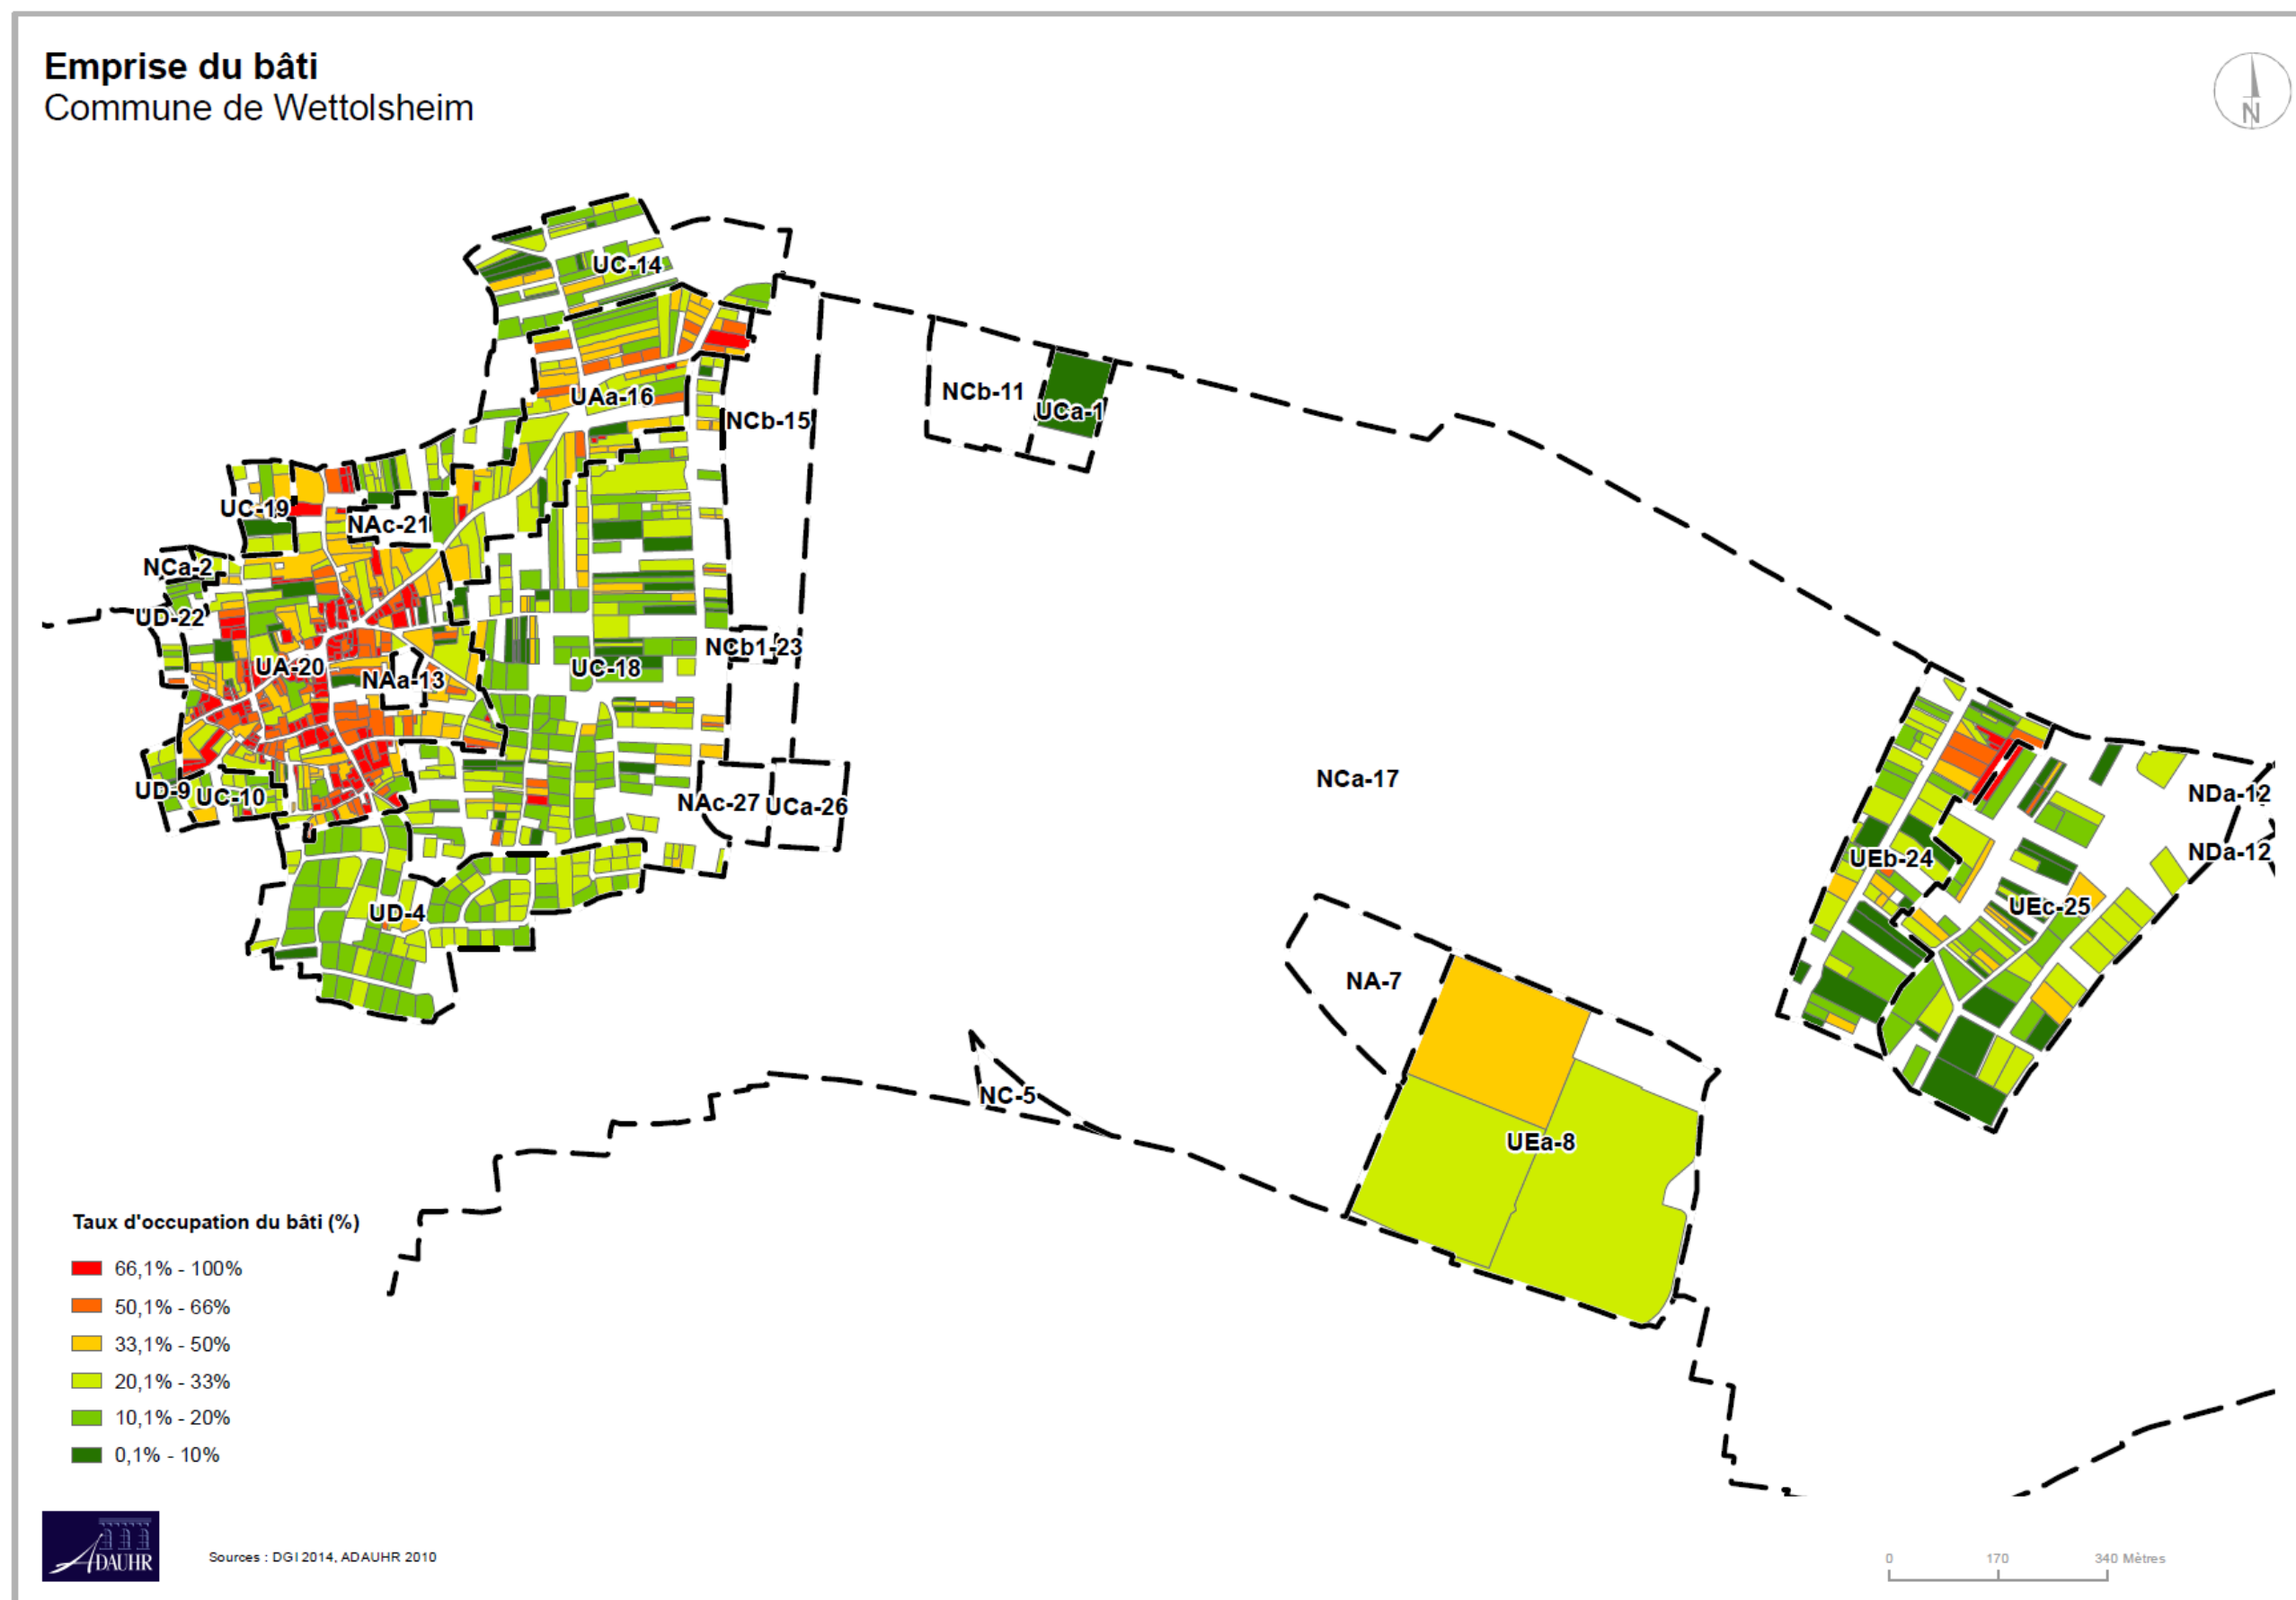 Emprise du bâti
Commune de Wettolsheim
N
UC-14
UAa-16
NCb-15
NCb-11
UCa-1
UC-19
NAc-21
NCa-2
UD-22
UA-20
NAa-13
UC-18
NCb1-23
UD-9
UC-10
NAc-27
UCa-26
NCa-17
NDa-12
NDa-12
UEb-24
UEc-25
UD-4
NA-7
NC-5
UEa-8
Taux d'occupation du bâti (%)
66,1% - 100%
50,1% - 66%
33,1% - 50%
20,1% - 33%
10,1% - 20%
0,1% - 10%
ADAUHR
Sources : DGI 2014, ADAUHR 2010
0 170 340 Mètres